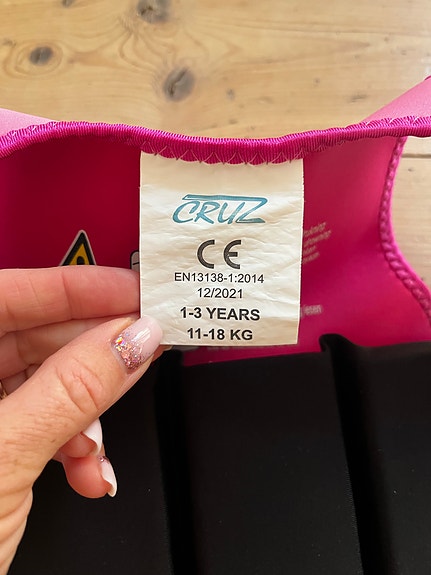 CRUZ
CE
EN13138-1:2014
12/2021
1-3 YEARS
11-18 KG